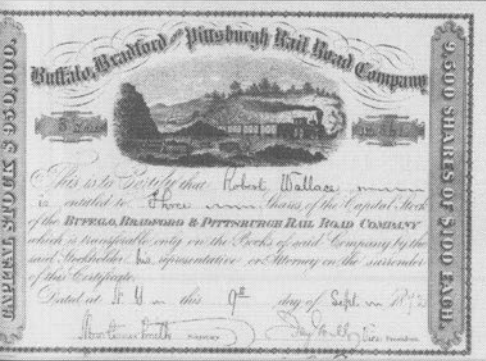 Buffalo, Bradford and Pittsburgh Rail Road Company
CAPITAL STOCK $950,000.
9,500 SHARES OF $100 EACH.
This is to Certify that Robert Wallace
is entitled to Three Shares of the Capital Stock
of the BUFFALO, BRADFORD & PITTSBURGH RAIL ROAD COMPANY
which is transferable only on the Books of said Company by the
said Stockholder his representative or Attorney on the surrender
of this Certificate.
Dated at N Y this 9th day of Sept 1872
Secretary Vice President